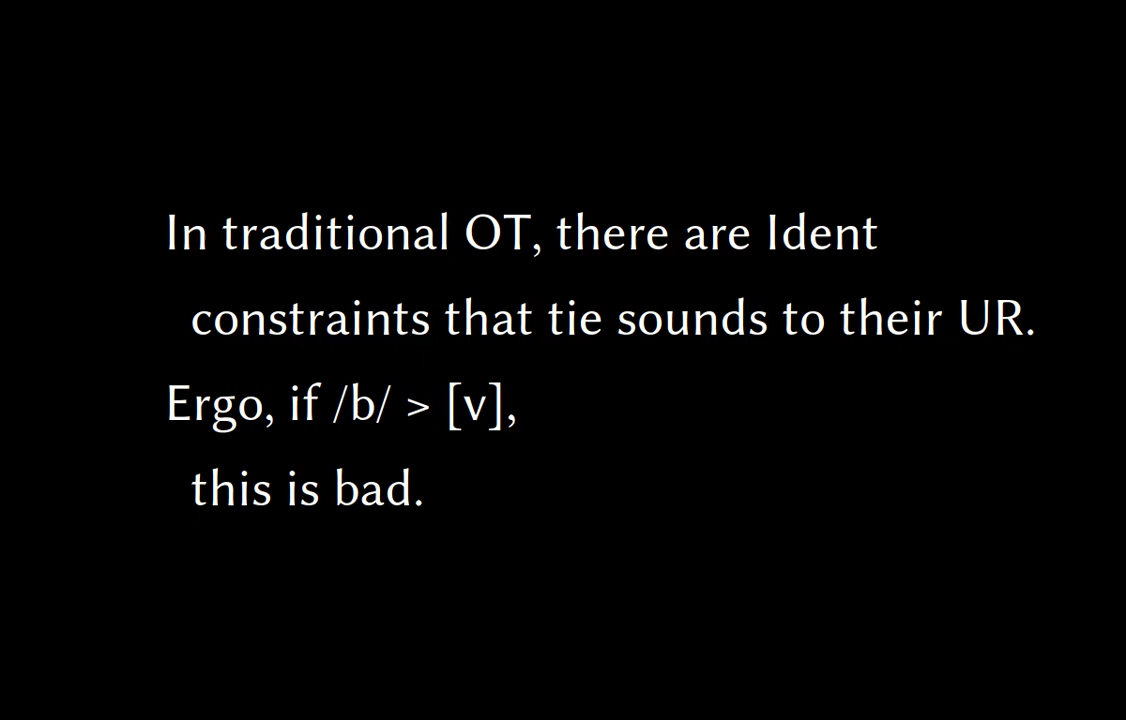 In traditional OT, there are Ident
constraints that tie sounds to their UR.
Ergo, if /b/ > [v],
this is bad.